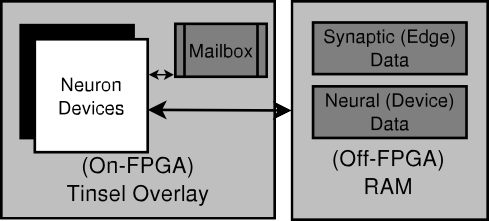 Mailbox
Neuron
Devices
(On-FPGA)
Tinsel Overlay
Synaptic (Edge)
Data
Neural (Device)
Data
(Off-FPGA)
RAM